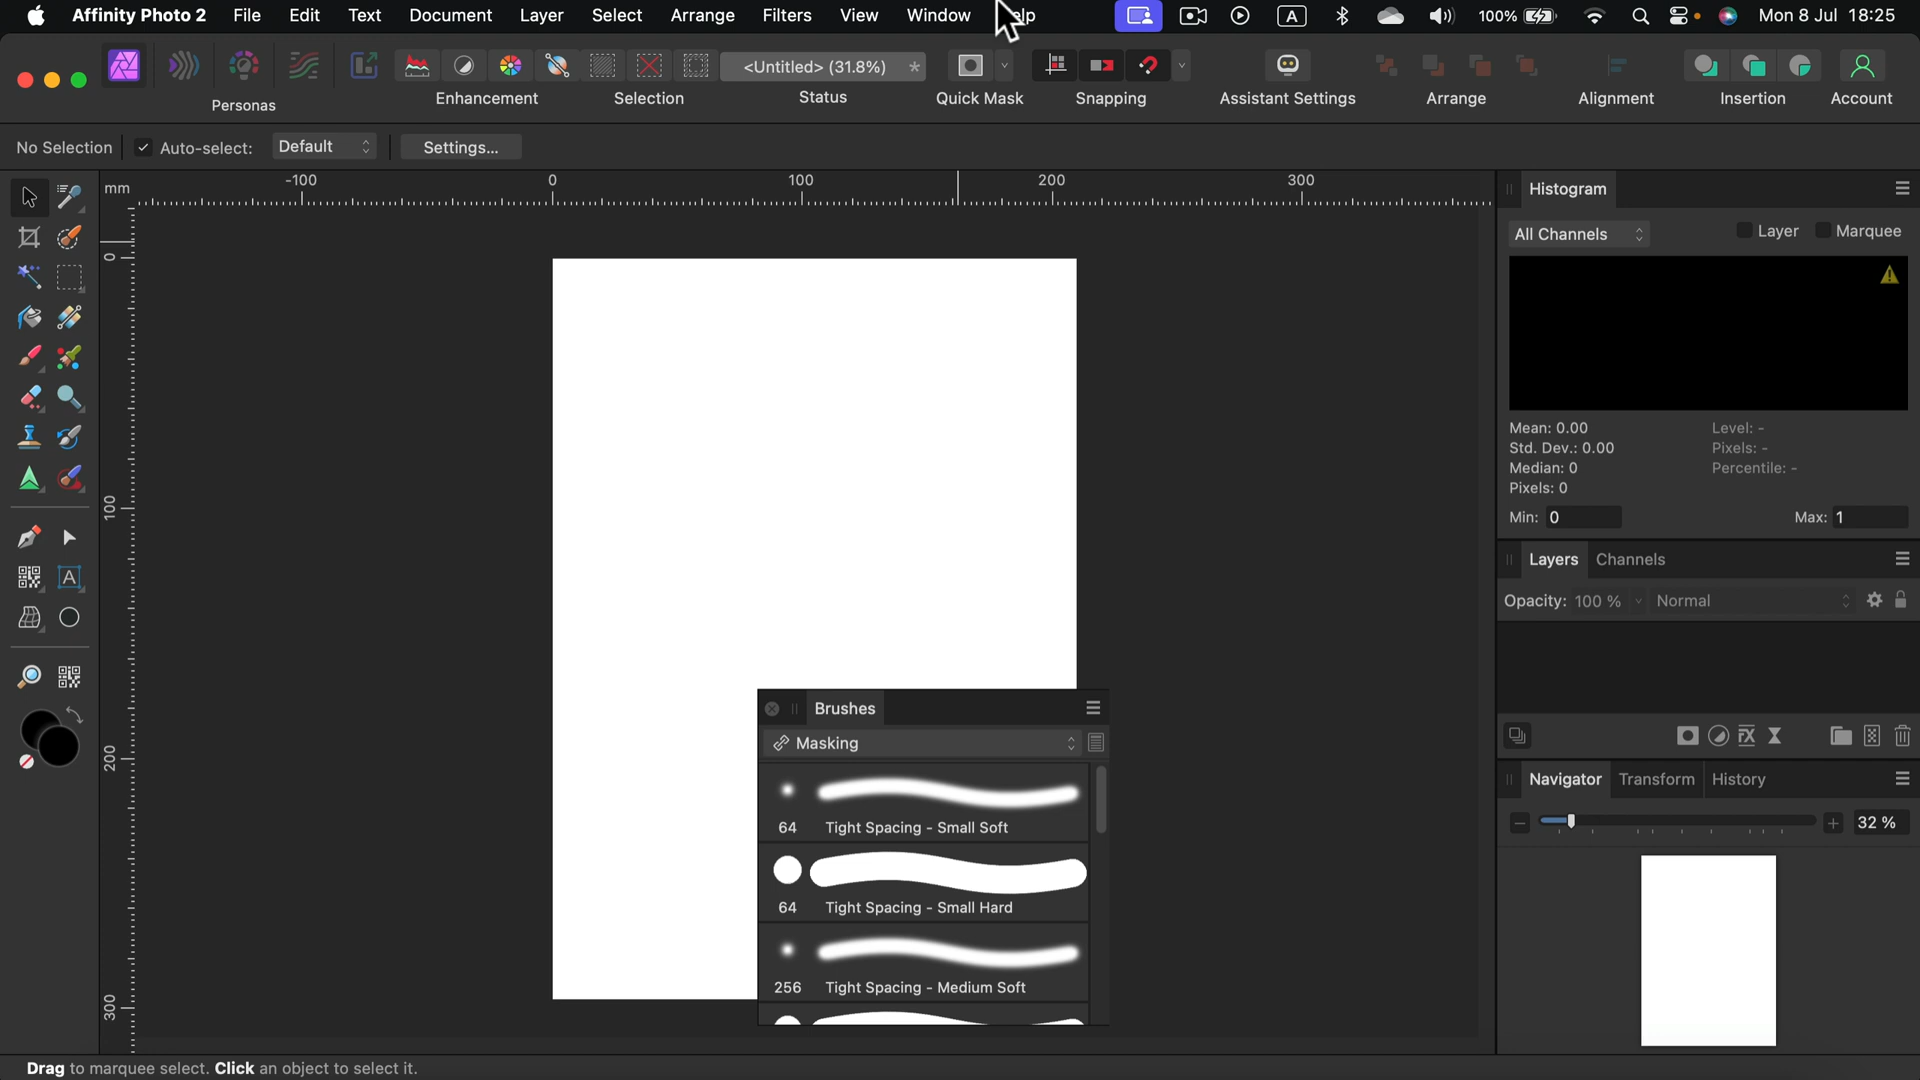 Affinity Photo 2 File Edit Text Document Layer Select Arrange Filters View Window 100% Mon 8 Jul 18:25
<Untitled> (31.8%) *
Personas Enhancement Selection Status Quick Mask Snapping Assistant Settings Arrange Alignment Insertion Account
No Selection Auto-select: Default Settings...
mm -100 0 100 200 300
0
100
200
300
Histogram
All Channels Layer Marquee
Mean: 0.00 Level: -
Std. Dev.: 0.00 Pixels: -
Median: 0 Percentile: -
Pixels: 0
Min: 0 Max: 1
Layers Channels
Opacity: 100 % Normal
Navigator Transform History
32 %
Brushes
Masking
64 Tight Spacing - Small Soft
64 Tight Spacing - Small Hard
256 Tight Spacing - Medium Soft
Drag to marquee select. Click an object to select it.